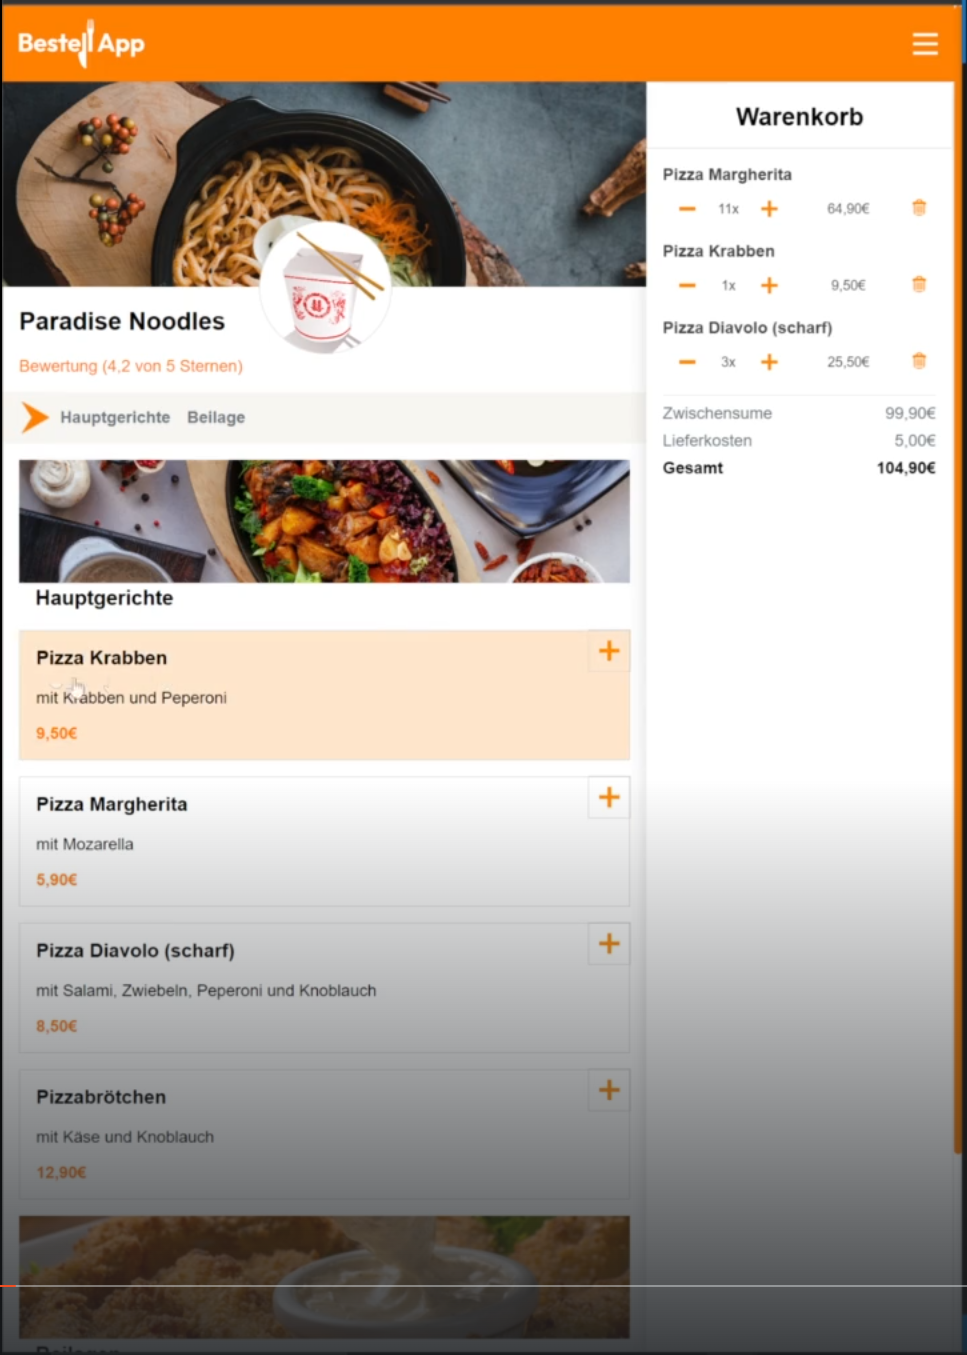 Bestell App
Paradise Noodles
Bewertung (4,2 von 5 Sternen)
Hauptgerichte Beilage
Hauptgerichte
Pizza Krabben
mit Krabben und Peperoni
9,50€
Pizza Margherita
mit Mozarella
5,90€
Pizza Diavolo (scharf)
mit Salami, Zwiebeln, Peperoni und Knoblauch
8,50€
Pizzabrötchen
mit Käse und Knoblauch
12,90€
Warenkorb
Pizza Margherita
11x 64,90€
Pizza Krabben
1x 9,50€
Pizza Diavolo (scharf)
3x 25,50€
Zwischensume 99,90€
Lieferkosten 5,00€
Gesamt 104,90€